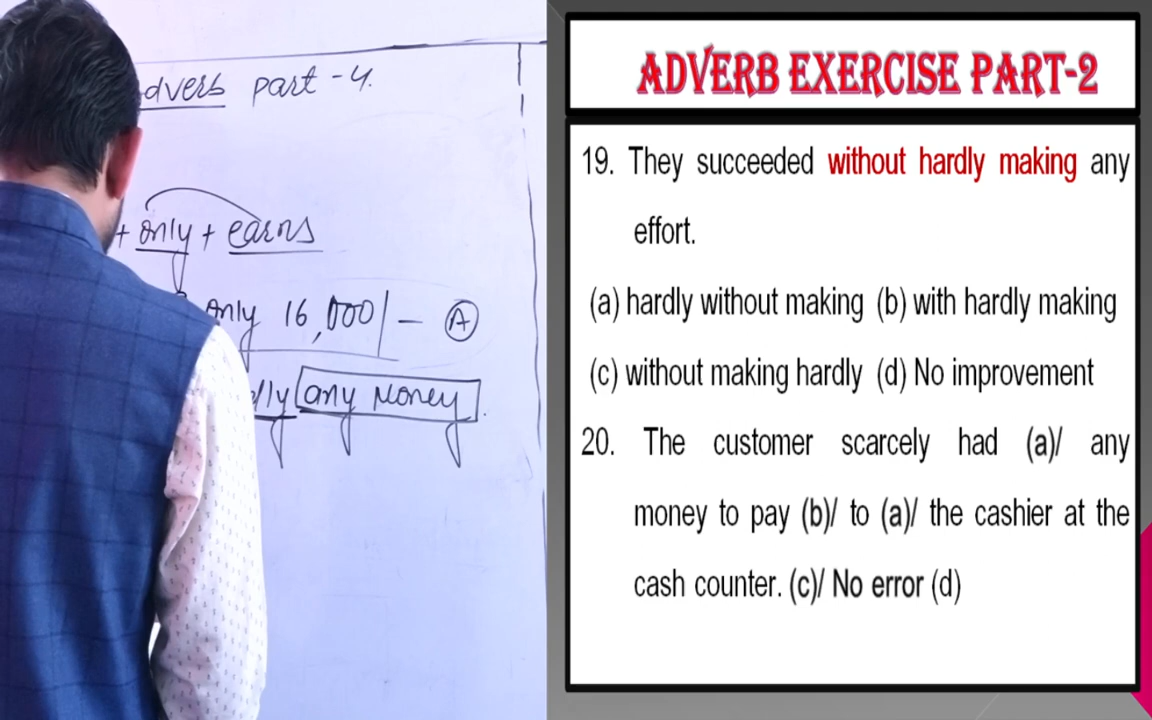 dverb part - 4.
+ only + earns
only 16,000/- A
lly any Money.
ADVERB EXERCISE PART-2
19. They succeeded without hardly making any
effort.
(a) hardly without making (b) with hardly making
(c) without making hardly (d) No improvement
20. The customer scarcely had (a)/ any
money to pay (b)/ to (a)/ the cashier at the
cash counter. (c)/ No error (d)